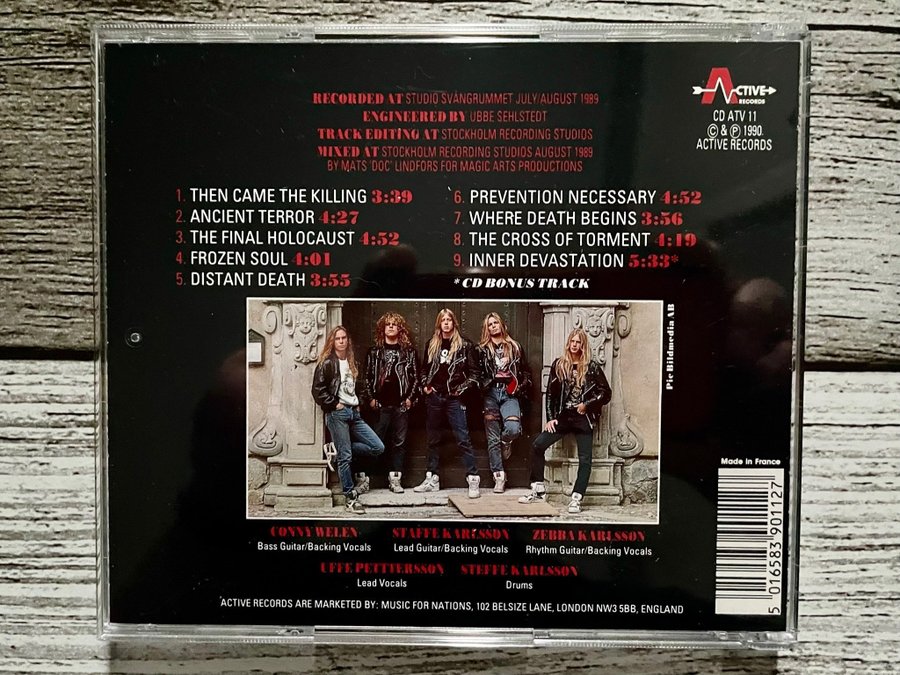 RECORDED AT STUDIO SVÄNGRUMMET JULY/AUGUST 1989
ENGINEERED BY UBBE SEHLSTEDT
TRACK EDITING AT STOCKHOLM RECORDING STUDIOS
MIXED AT STOCKHOLM RECORDING STUDIOS AUGUST 1989
BY MATS 'DOC' LINDFORS FOR MAGIC ARTS PRODUCTIONS
ACTIVE
RECORDS
CD ATV 11
© & ℗ 1990.
ACTIVE RECORDS
1. THEN CAME THE KILLING 3:39
2. ANCIENT TERROR 4:27
3. THE FINAL HOLOCAUST 4:52
4. FROZEN SOUL 4:01
5. DISTANT DEATH 3:55
6. PREVENTION NECESSARY 4:52
7. WHERE DEATH BEGINS 3:56
8. THE CROSS OF TORMENT 4:19
9. INNER DEVASTATION 5:33*
* CD BONUS TRACK
Pic Bildmedia AB
CONNY WELÉN
Bass Guitar/Backing Vocals
STAFFE KARLSSON
Lead Guitar/Backing Vocals
ZEBBA KARLSSON
Rhythm Guitar/Backing Vocals
UFFE PETTTERSSON
Lead Vocals
STEFFE KARLSSON
Drums
ACTIVE RECORDS ARE MARKETED BY: MUSIC FOR NATIONS, 102 BELSIZE LANE, LONDON NW3 5BB, ENGLAND
Made in France
5 016583 901127